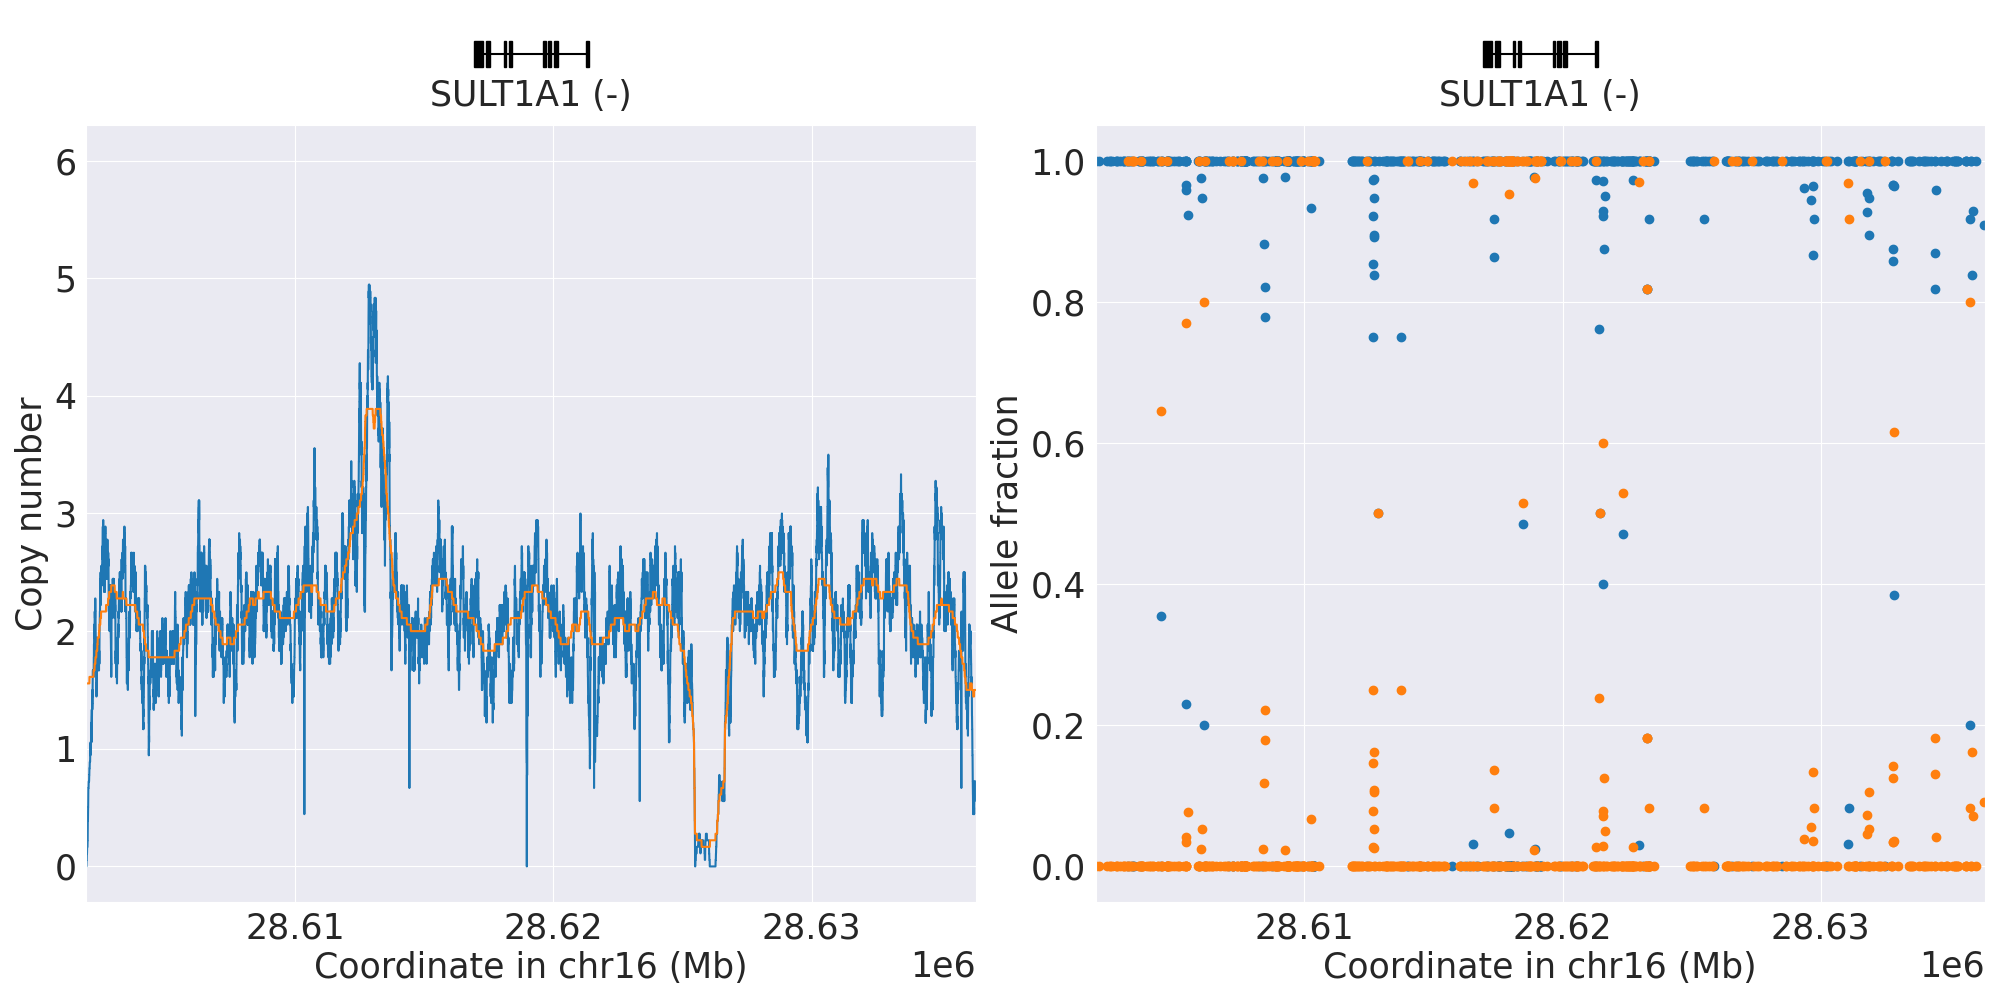 SULT1A1 (-)
Copy number
6
5
4
3
2
1
0
28.61
28.62
28.63
Coordinate in chr16 (Mb)
1e6
SULT1A1 (-)
Allele fraction
1.0
0.8
0.6
0.4
0.2
0.0
28.61
28.62
28.63
Coordinate in chr16 (Mb)
1e6